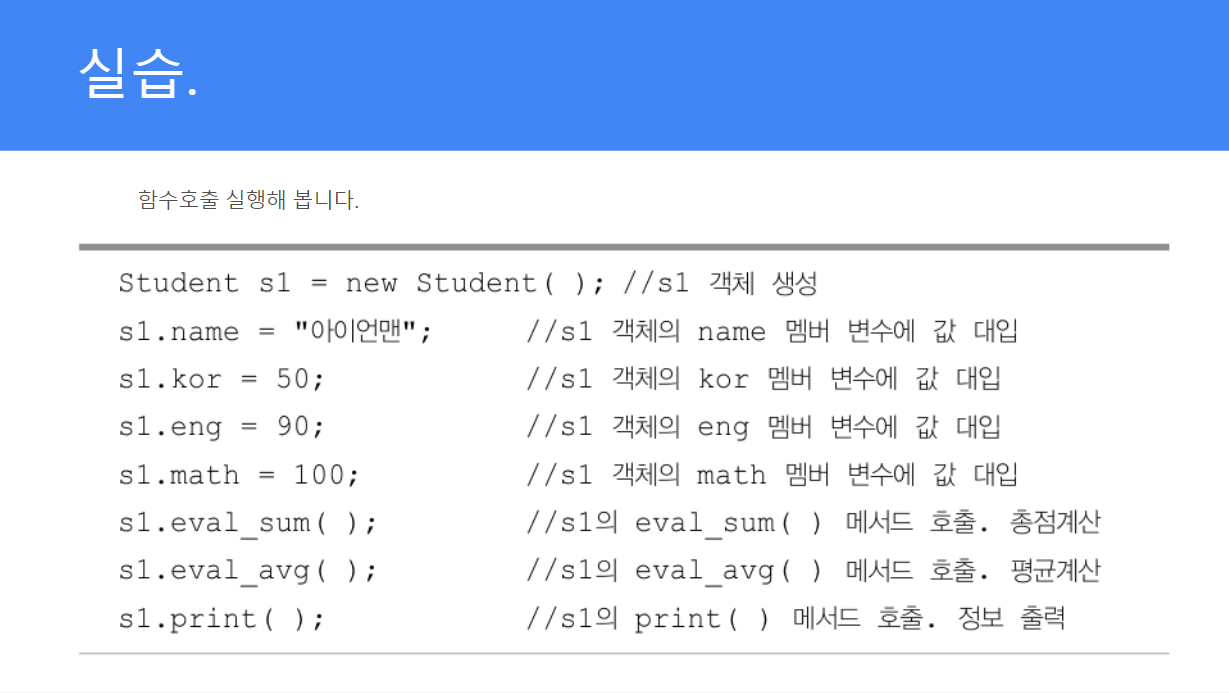 실습.
함수호출 실행해 봅니다.
Student s1 = new Student( ); //s1 객체 생성
s1.name = "아이언맨"; //s1 객체의 name 멤버 변수에 값 대입
s1.kor = 50; //s1 객체의 kor 멤버 변수에 값 대입
s1.eng = 90; //s1 객체의 eng 멤버 변수에 값 대입
s1.math = 100; //s1 객체의 math 멤버 변수에 값 대입
s1.eval_sum( ); //s1의 eval_sum( ) 메서드 호출. 총점계산
s1.eval_avg( ); //s1의 eval_avg( ) 메서드 호출. 평균계산
s1.print( ); //s1의 print( ) 메서드 호출. 정보 출력